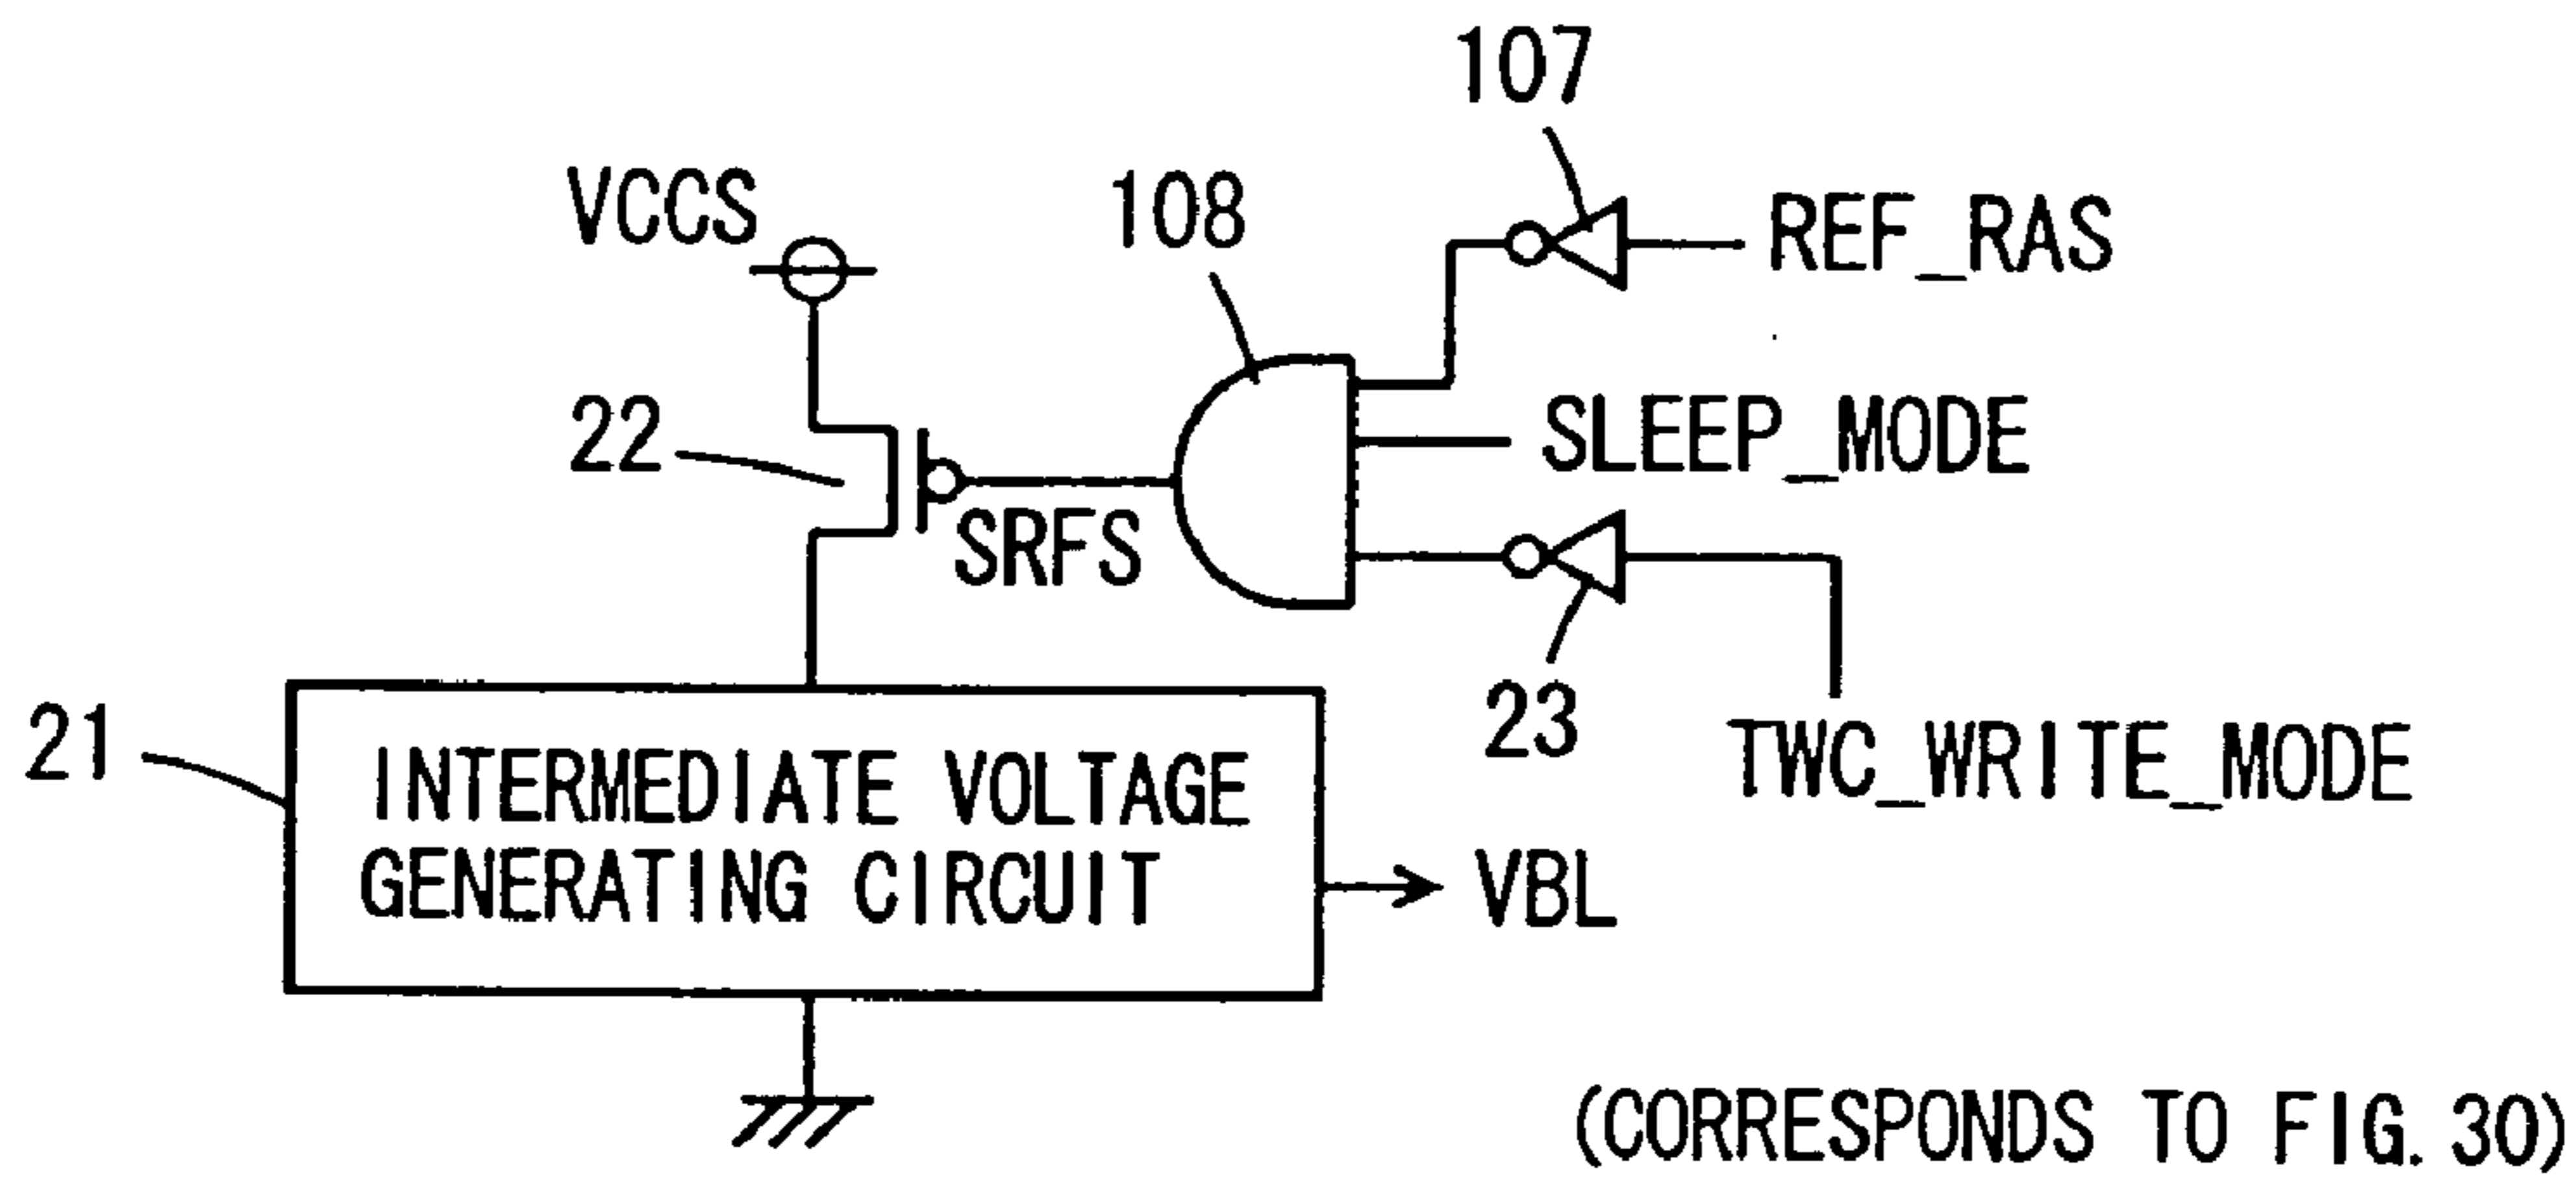 107
VCCS
108
REF_RAS
22
SLEEP_MODE
SRFS
23
21
TWC_WRITE_MODE
INTERMEDIATE VOLTAGE
GENERATING CIRCUIT
VBL
(CORRESPONDS TO FIG. 30)